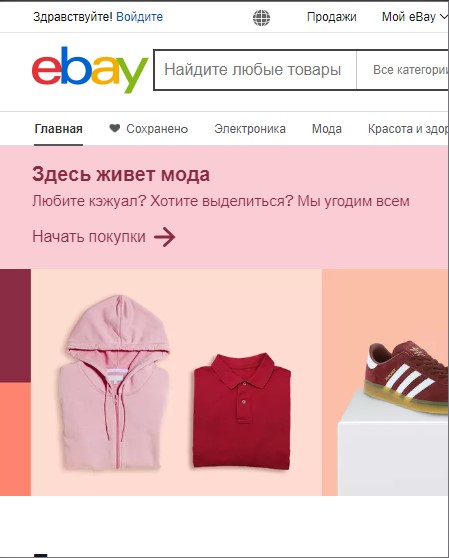 Здравствуйте! Войдите
Продажи
Мой eBay
ebay
Найдите любые товары
Все категории
Главная
Сохранено
Электроника
Мода
Красота и здор
Здесь живет мода
Любите кэжуал? Хотите выделиться? Мы угодим всем
Начать покупки